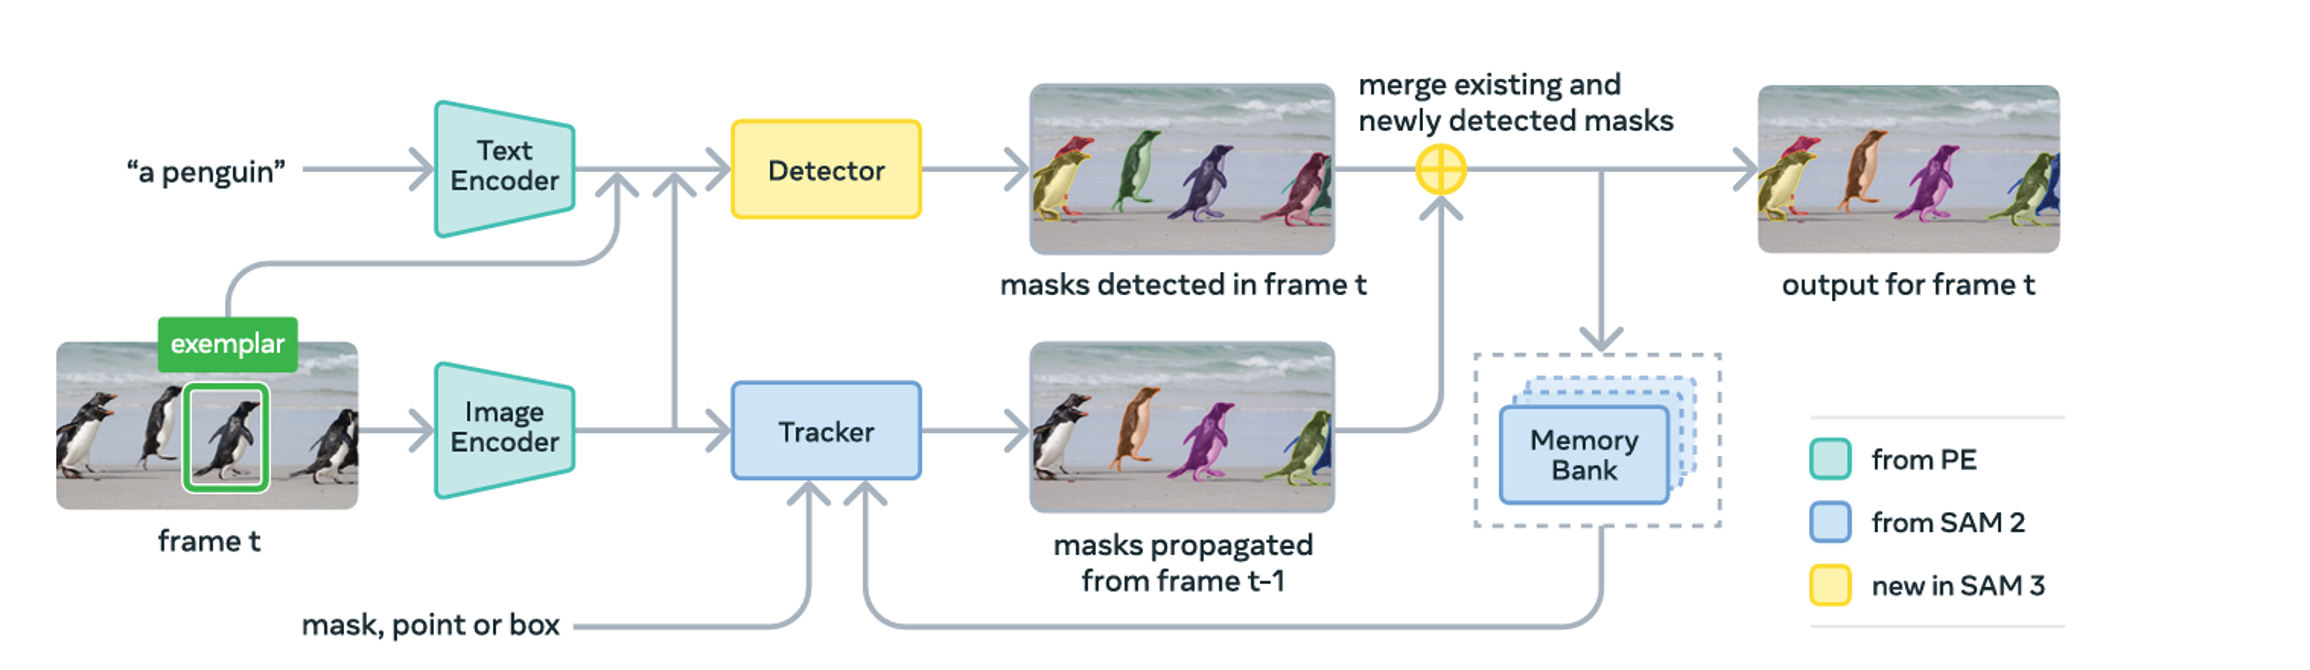 “a penguin”
Text
Encoder
Detector
masks detected in frame t
merge existing and
newly detected masks
output for frame t
exemplar
frame t
Image
Encoder
Tracker
masks propagated
from frame t-1
Memory
Bank
mask, point or box
from PE
from SAM 2
new in SAM 3